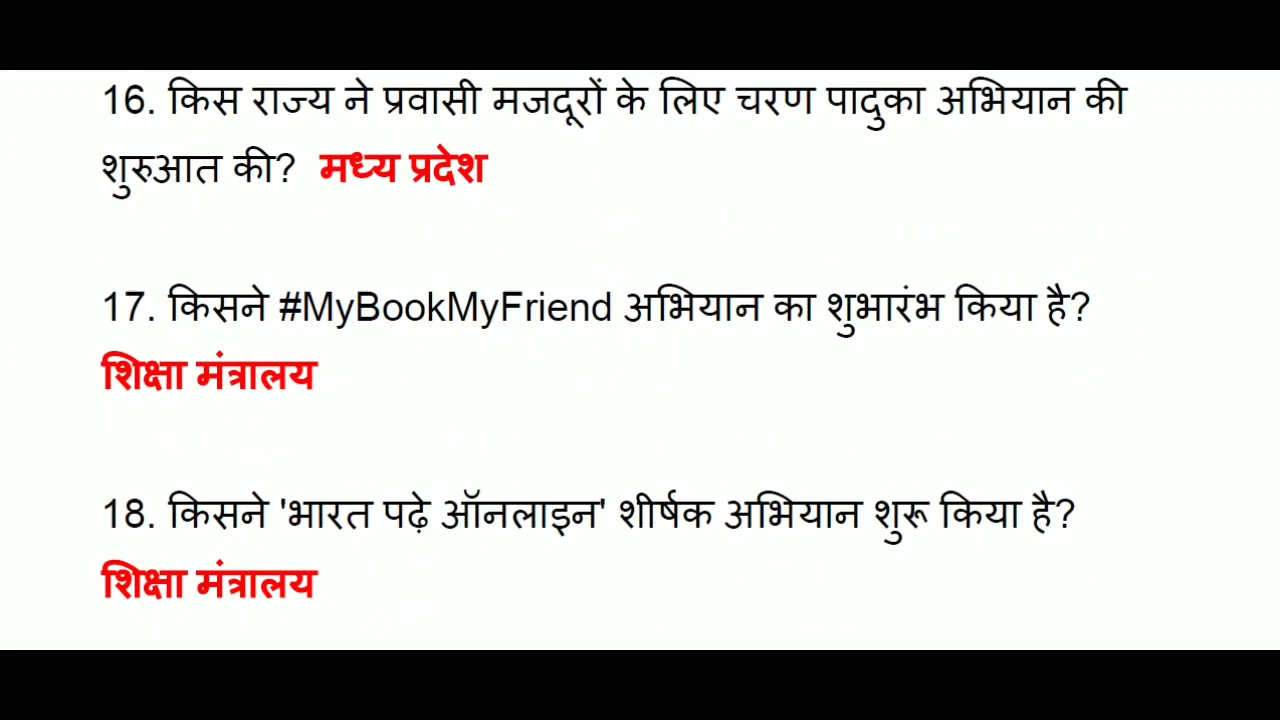 16. किस राज्य ने प्रवासी मजदूरों के लिए चरण पादुका अभियान की
शुरुआत की? मध्य प्रदेश
17. किसने #MyBookMyFriend अभियान का शुभारंभ किया है?
शिक्षा मंत्रालय
18. किसने 'भारत पढ़े ऑनलाइन' शीर्षक अभियान शुरू किया है?
शिक्षा मंत्रालय